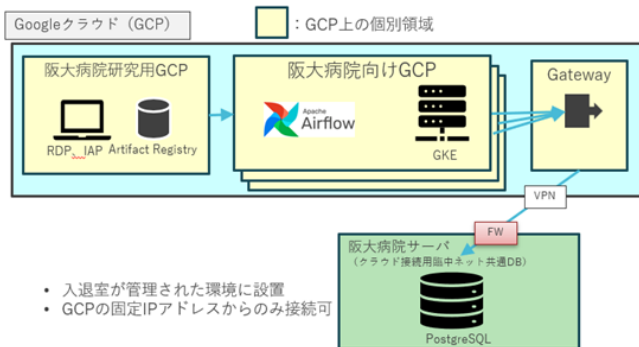 Googleクラウド（GCP）
：GCP上の個別領域
阪大病院研究用GCP
阪大病院向けGCP
Gateway
Apache
Airflow
RDP、IAP
Artifact Registry
GKE
VPN
FW
阪大病院サーバ
（クラウド接続用臨中ネット共通DB）
PostgreSQL
• 入退室が管理された環境に設置
• GCPの固定IPアドレスからのみ接続可